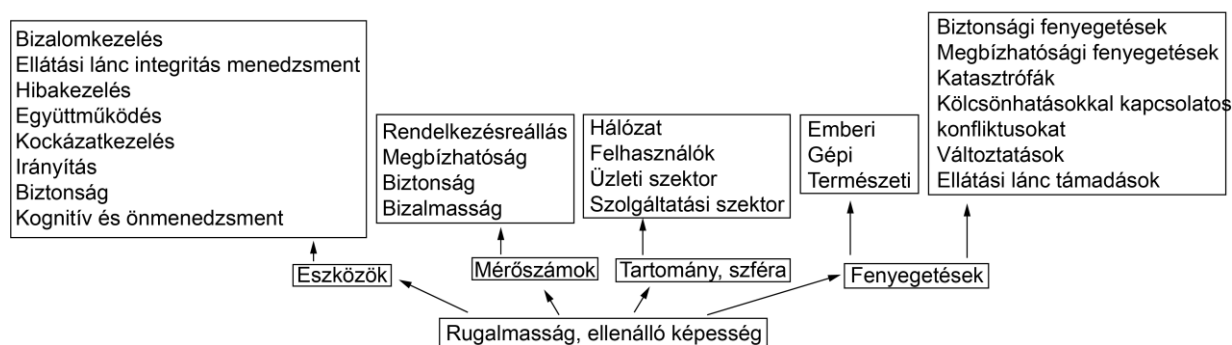 Bizalomkezelés
Ellátási lánc integritás menedzsment
Hibakezelés
Együttműködés
Kockázatkezelés
Irányítás
Biztonság
Kognitív és önmenedzsment
Rendelkezésreállás
Megbízhatóság
Biztonság
Bizalmasság
Hálózat
Felhasználók
Üzleti szektor
Szolgáltatási szektor
Emberi
Gépi
Természeti
Biztonsági fenyegetések
Megbízhatósági fenyegetések
Katasztrófák
Kölcsönhatásokkal kapcsolatos
konfliktusokat
Változtatások
Ellátási lánc támadások
Eszközök
Mérőszámok
Tartomány, szféra
Fenyegetések
Rugalmasság, ellenálló képesség